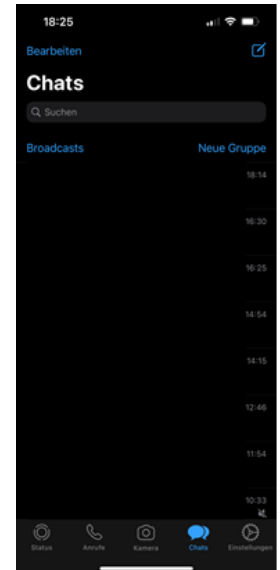 18:25
Bearbeiten
Chats
Suchen
Broadcasts Neue Gruppe
18:14
16:30
16:25
14:54
14:15
12:46
11:54
10:33
Status Anrufe Kamera Chats Einstellungen